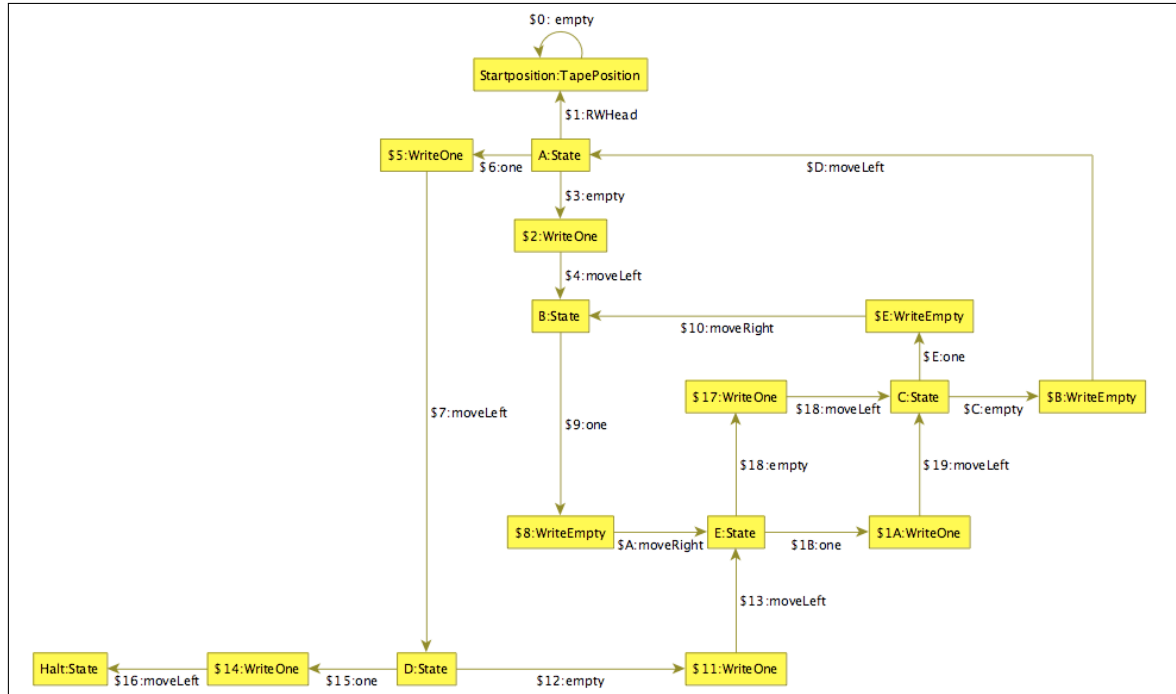 $0: empty
Startposition:TapePosition
$1:RWHead
$5:WriteOne
$6:one
A:State
$D:moveLeft
$3:empty
$2:WriteOne
$4:moveLeft
B:State
$10:moveRight
$E:WriteEmpty
$E:one
$7:moveLeft
$17:WriteOne
$18:moveLeft
C:State
$C:empty
$B:WriteEmpty
$9:one
$18:empty
$19:moveLeft
$8:WriteEmpty
$A:moveRight
E:State
$1B:one
$1A:WriteOne
$13:moveLeft
Halt:State
$16:moveLeft
$14:WriteOne
$15:one
D:State
$12:empty
$11:WriteOne